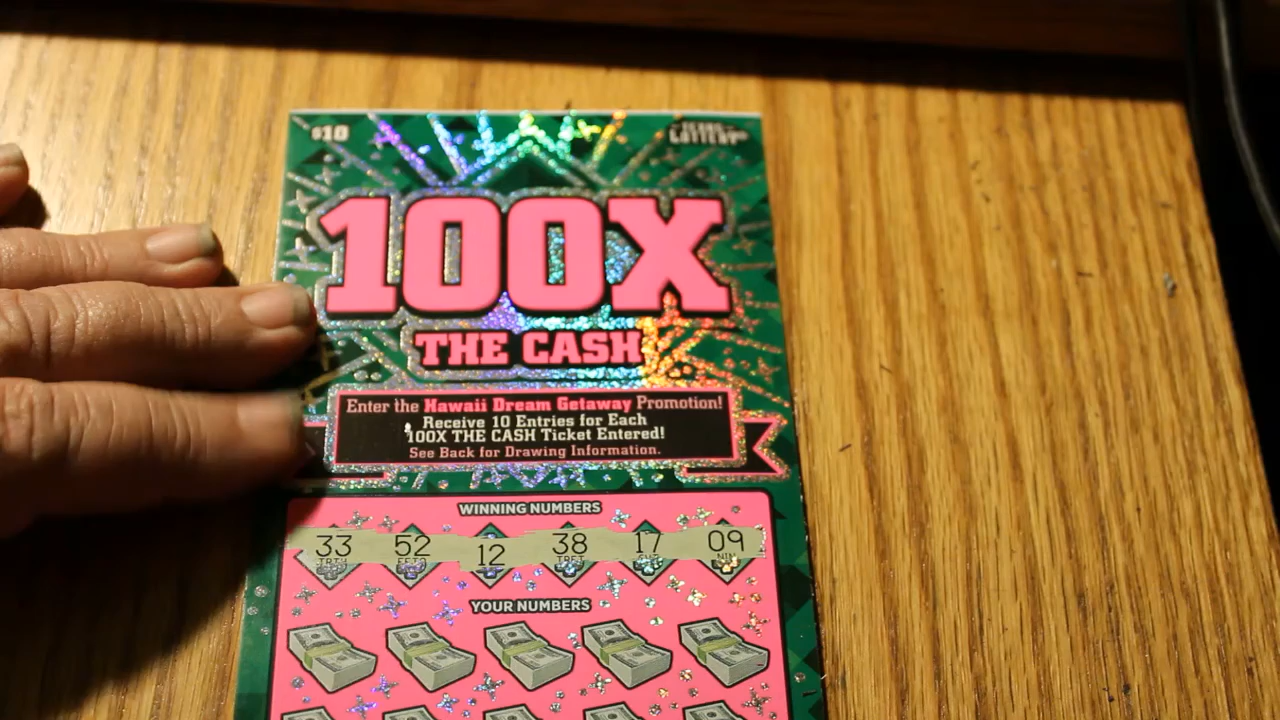 $10
LOTTERY
100X
THE CASH
Enter the Hawaii Dream Getaway Promotion!
Receive 10 Entries for Each
100X THE CASH Ticket Entered!
See Back for Drawing Information.
WINNING NUMBERS
33 52 12 38 17 09
YOUR NUMBERS